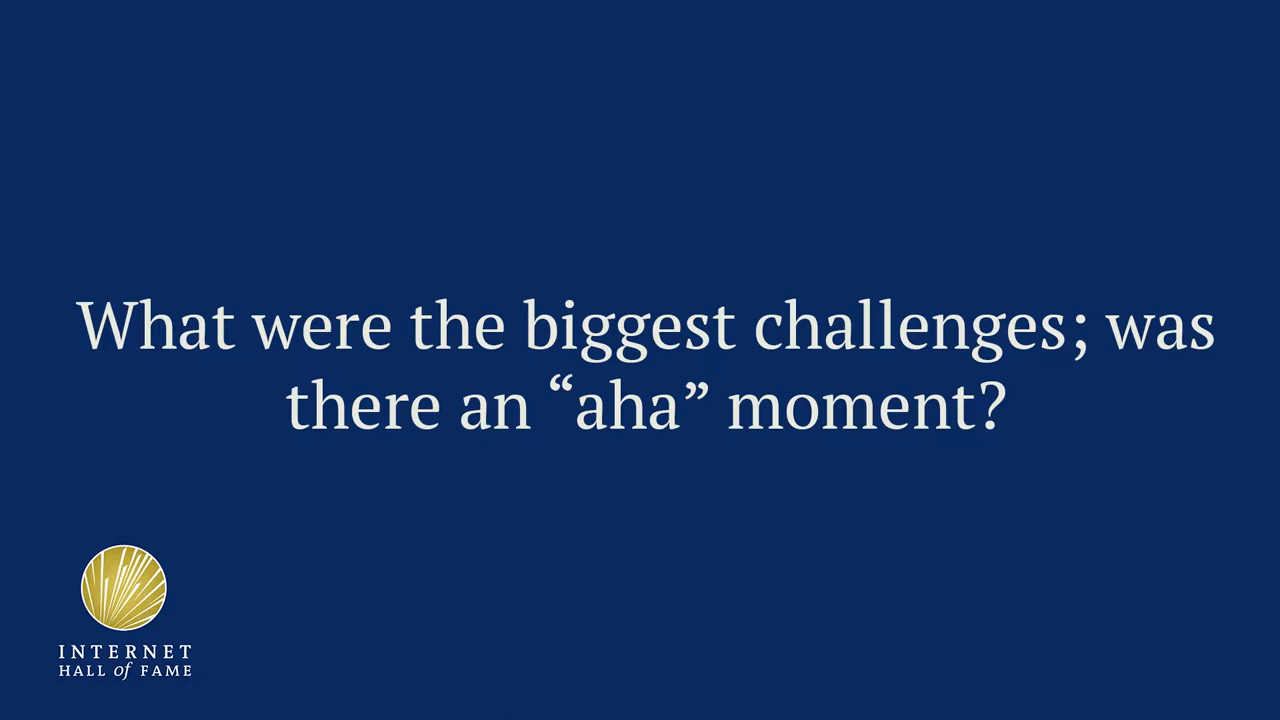 What were the biggest challenges; was
there an “aha” moment?
INTERNET
HALL of FAME